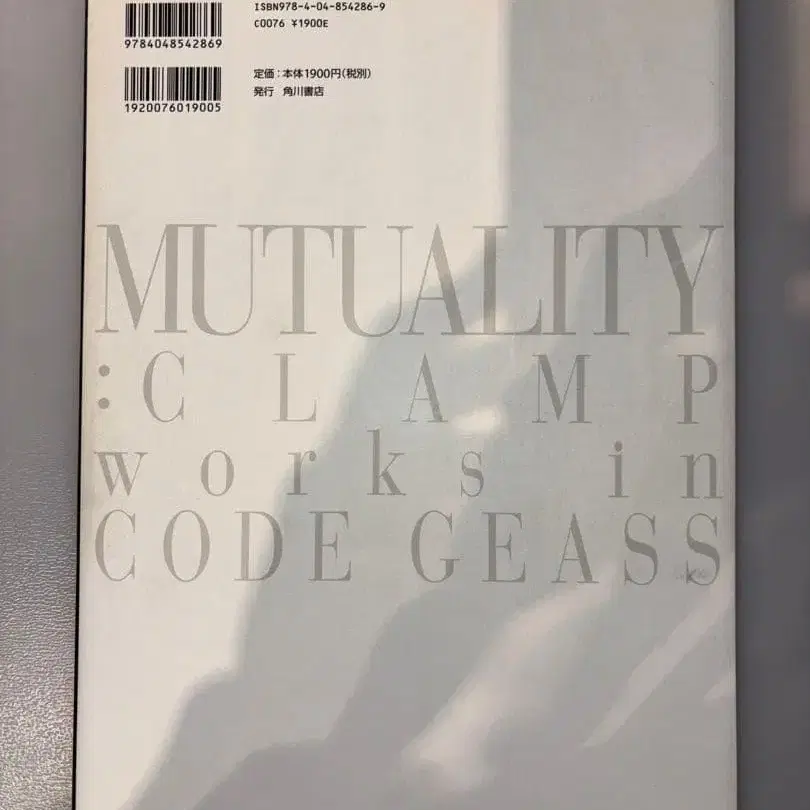 ISBN978-4-04-854286-9
C0076 ¥1900E
9784048542869
定価：本体1900円（税別）
発行 角川書店
1920076019005
MUTUALITY
:CLAMP
works in
CODE GEASS